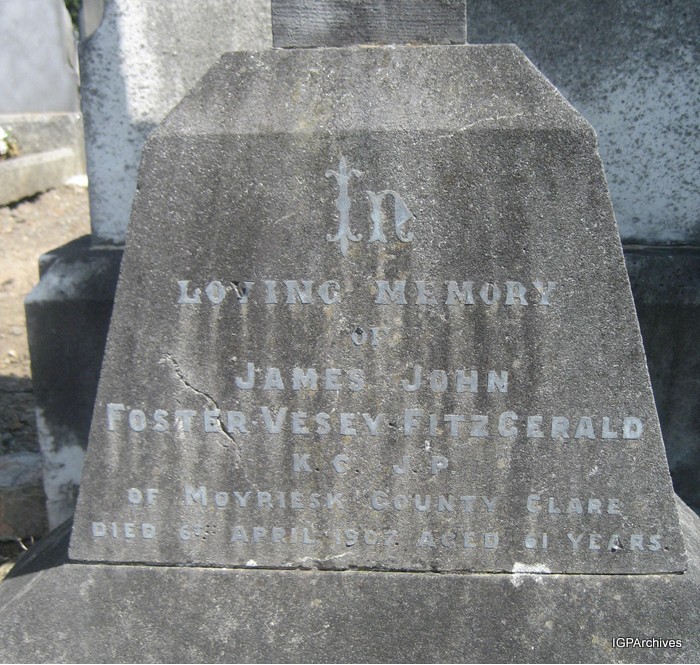 In
LOVING MEMORY
OF
JAMES JOHN
FOSTER-VESEY-FITZGERALD
K.C. J.P.
OF MOYRIESK COUNTY CLARE
DIED 6TH APRIL 1907 AGED 61 YEARS.
IGPArchives